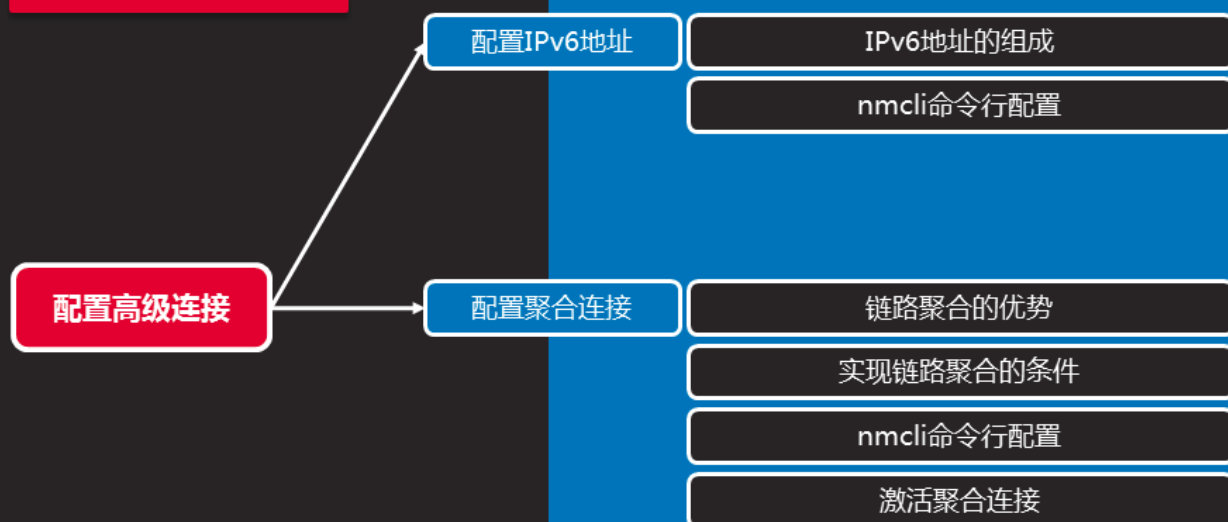 配置IPv6地址
IPv6地址的组成
nmcli命令行配置
配置高级连接
配置聚合连接
链路聚合的优势
实现链路聚合的条件
nmcli命令行配置
激活聚合连接